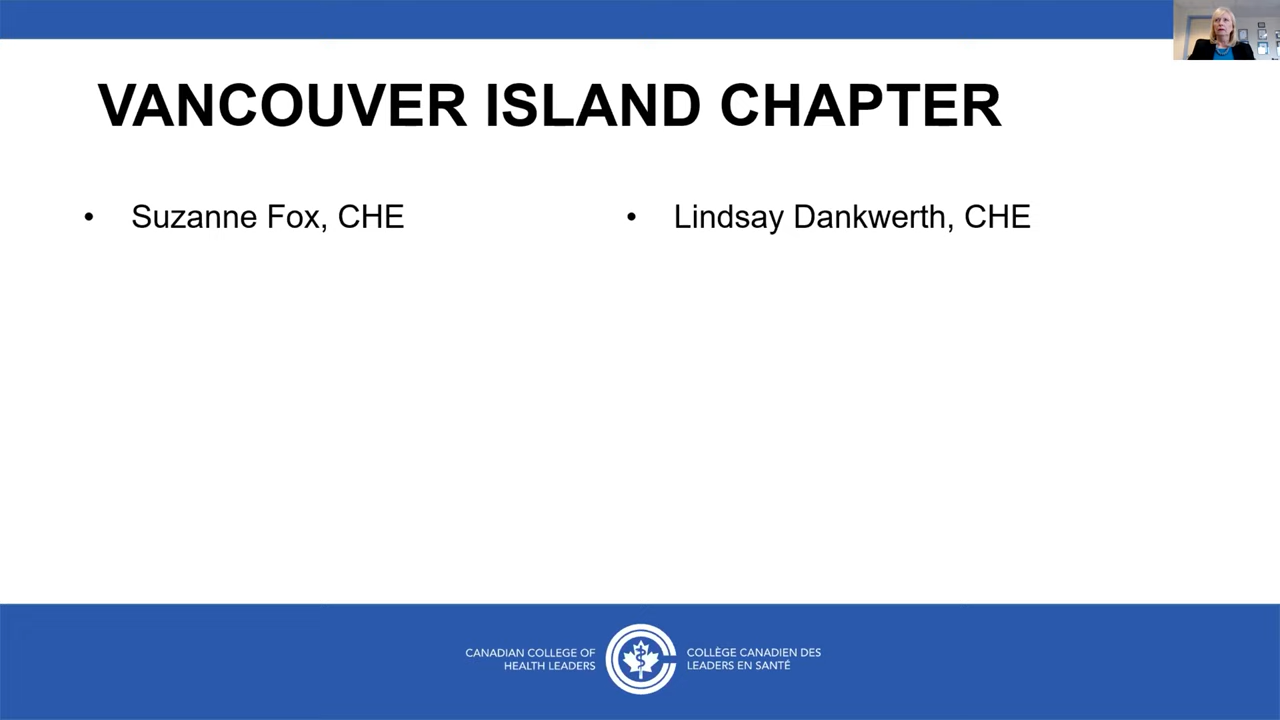 VANCOUVER ISLAND CHAPTER
• Suzanne Fox, CHE
• Lindsay Dankwerth, CHE
CANADIAN COLLEGE OF
HEALTH LEADERS
COLLÈGE CANADIEN DES
LEADERS EN SANTÉ